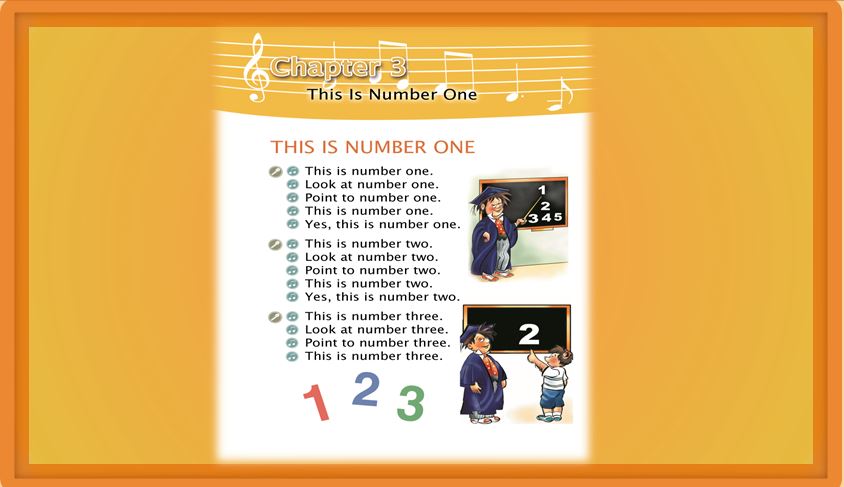 Chapter 3
This Is Number One
THIS IS NUMBER ONE
This is number one.
Look at number one.
Point to number one.
This is number one.
Yes, this is number one.
This is number two.
Look at number two.
Point to number two.
This is number two.
Yes, this is number two.
This is number three.
Look at number three.
Point to number three.
This is number three.
1 2 3
1
2
3 4 5
2